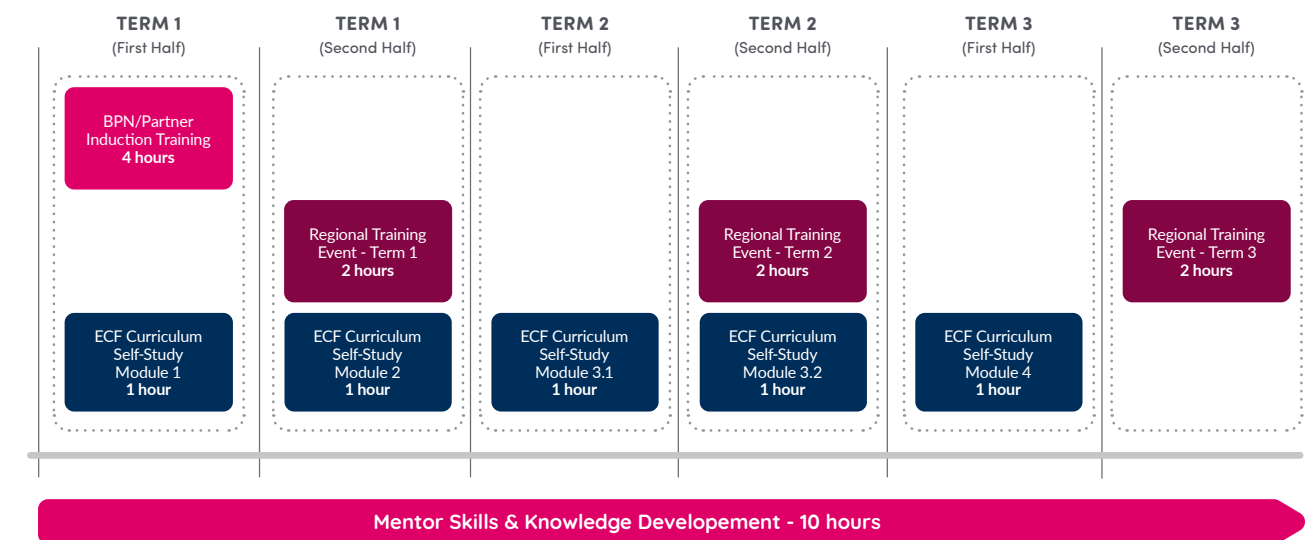 TERM 1
(First Half)
TERM 1
(Second Half)
TERM 2
(First Half)
TERM 2
(Second Half)
TERM 3
(First Half)
TERM 3
(Second Half)
BPN/Partner
Induction Training
4 hours
Regional Training
Event - Term 1
2 hours
Regional Training
Event - Term 2
2 hours
Regional Training
Event - Term 3
2 hours
ECF Curriculum
Self-Study
Module 1
1 hour
ECF Curriculum
Self-Study
Module 2
1 hour
ECF Curriculum
Self-Study
Module 3.1
1 hour
ECF Curriculum
Self-Study
Module 3.2
1 hour
ECF Curriculum
Self-Study
Module 4
1 hour
Mentor Skills & Knowledge Developement - 10 hours